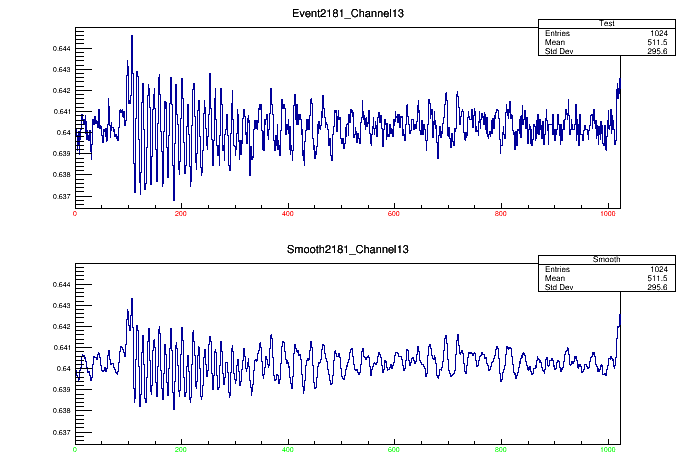 Event2181_Channel13
Test
Entries 1024
Mean 511.5
Std Dev 295.6
0.644
0.643
0.642
0.641
0.64
0.639
0.638
0.637
0 200 400 600 800 1000
Smooth2181_Channel13
Smooth
Entries 1024
Mean 511.5
Std Dev 295.6
0.644
0.643
0.642
0.641
0.64
0.639
0.638
0.637
0 200 400 600 800 1000